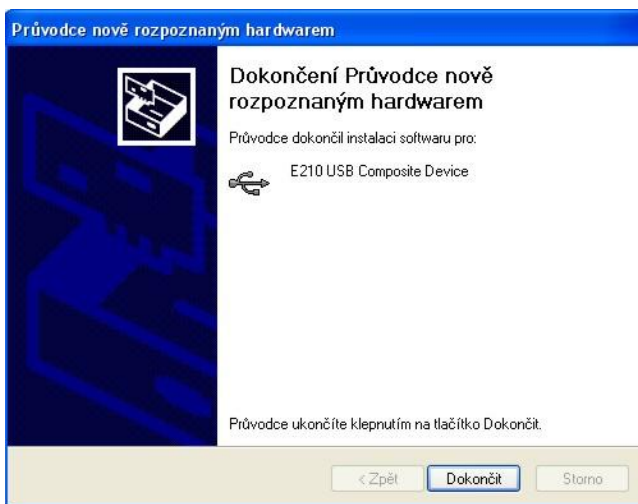 Průvodce nově rozpoznaným hardwarem
Dokončení Průvodce nově
rozpoznaným hardwarem
Průvodce dokončil instalaci softwaru pro:
E210 USB Composite Device
Průvodce ukončíte klepnutím na tlačítko Dokončit.
< Zpět
Dokončit
Storno